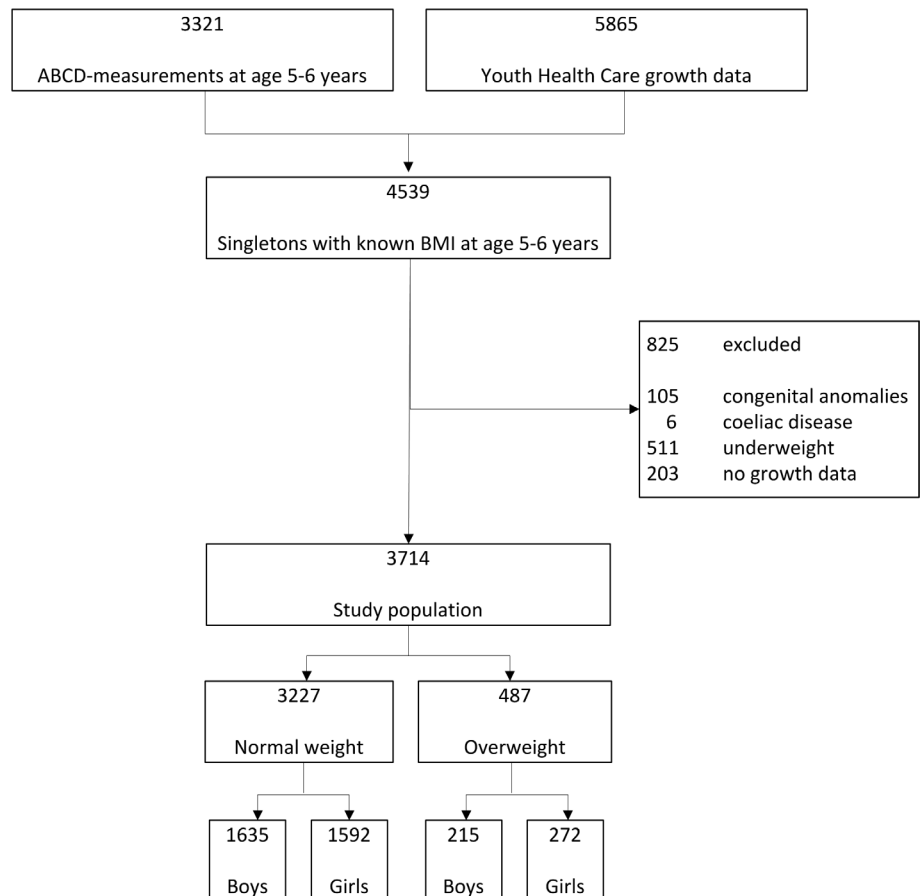 3321
ABCD-measurements at age 5-6 years
5865
Youth Health Care growth data
4539
Singletons with known BMI at age 5-6 years
825 excluded
105 congenital anomalies
6 coeliac disease
511 underweight
203 no growth data
3714
Study population
3227
Normal weight
487
Overweight
1635
Boys
1592
Girls
215
Boys
272
Girls